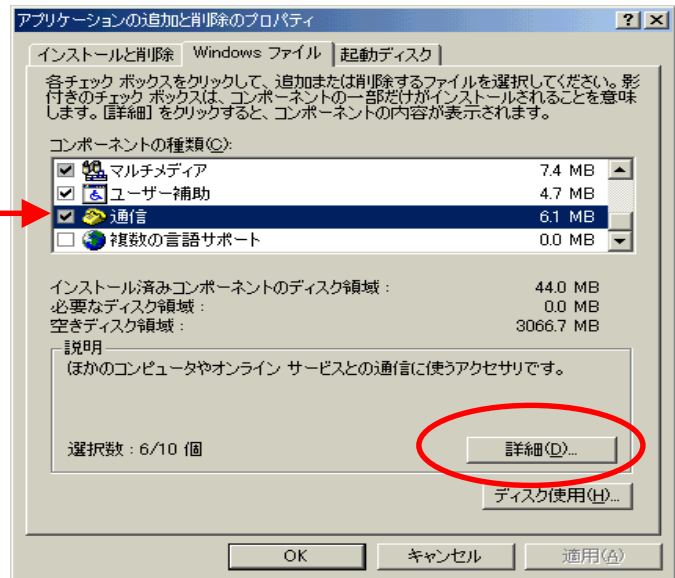 アプリケーションの追加と削除のプロパティ
インストールと削除 Windows ファイル 起動ディスク
各チェック ボックスをクリックして、追加または削除するファイルを選択してください。影
付きのチェック ボックスは、コンポーネントの一部だけがインストールされることを意味
します。[詳細] をクリックすると、コンポーネントの内容が表示されます。
コンポーネントの種類(C):
マルチメディア 7.4 MB
ユーザー補助 4.7 MB
通信 6.1 MB
複数の言語サポート 0.0 MB
インストール済みコンポーネントのディスク領域 : 44.0 MB
必要なディスク領域 : 0.0 MB
空きディスク領域 : 3066.7 MB
説明
ほかのコンピュータやオンライン サービスとの通信に使うアクセサリです。
選択数 : 6/10 個 詳細(D)...
ディスク使用(H)...
OK キャンセル 適用(A)